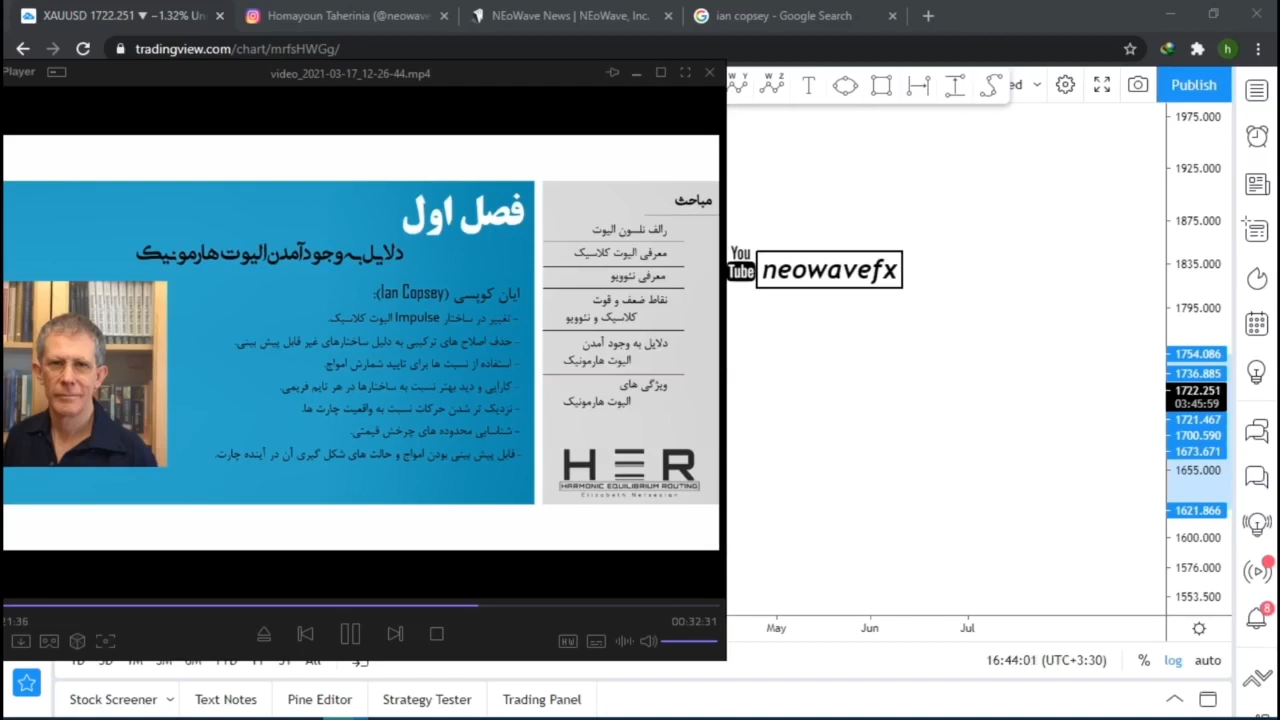 XAUUSD 1722.251 ▼ −1.32% Un
Homayoun Taherinia (@neowave
NEoWave News | NEoWave, Inc.
ian copsey - Google Search
tradingview.com/chart/mrfsHWGg/
h
Player
video_2021-03-17_12-26-44.mp4
W Y
W Z
T
ed
Publish
فصل اول
دلایل به وجود آمدن الیوت هارمونیک
ایان کوپسی (Ian Copsey):
- تغییر در ساختار Impulse الیوت کلاسیک.
- حذف اصلاح های ترکیبی به دلیل ساختارهای غیر قابل پیش بینی.
- استفاده از نسبت ها برای تایید شمارش امواج.
- کارآیی و دید بهتر نسبت به ساختارها در هر تایم فریمی.
- نزدیک تر شدن حرکات نسبت به واقعیت چارت ها.
- شناسایی محدوده های چرخش قیمتی.
- قابل پیش بینی بودن امواج و حالت های شکل گیری آن در آینده چارت.
مباحث
رالف نلسون الیوت
معرفی الیوت کلاسیک
معرفی نئوویو
نقاط ضعف و قوت
کلاسیک و نئوویو
دلایل به وجود آمدن
الیوت هارمونیک
ویژگی های
الیوت هارمونیک
HER
HARMONIC EQUILIBRIUM ROUTING
Elizabeth Nersesian
You
Tube
neowavefx
1975.000
1925.000
1875.000
1835.000
1795.000
1754.086
1736.885
1722.251
03:45:59
1721.467
1700.590
1673.671
1655.000
1621.866
1600.000
1576.000
1553.500
21:36
00:32:31
May
Jun
Jul
16:44:01 (UTC+3:30)
%
log
auto
8
Stock Screener
Text Notes
Pine Editor
Strategy Tester
Trading Panel